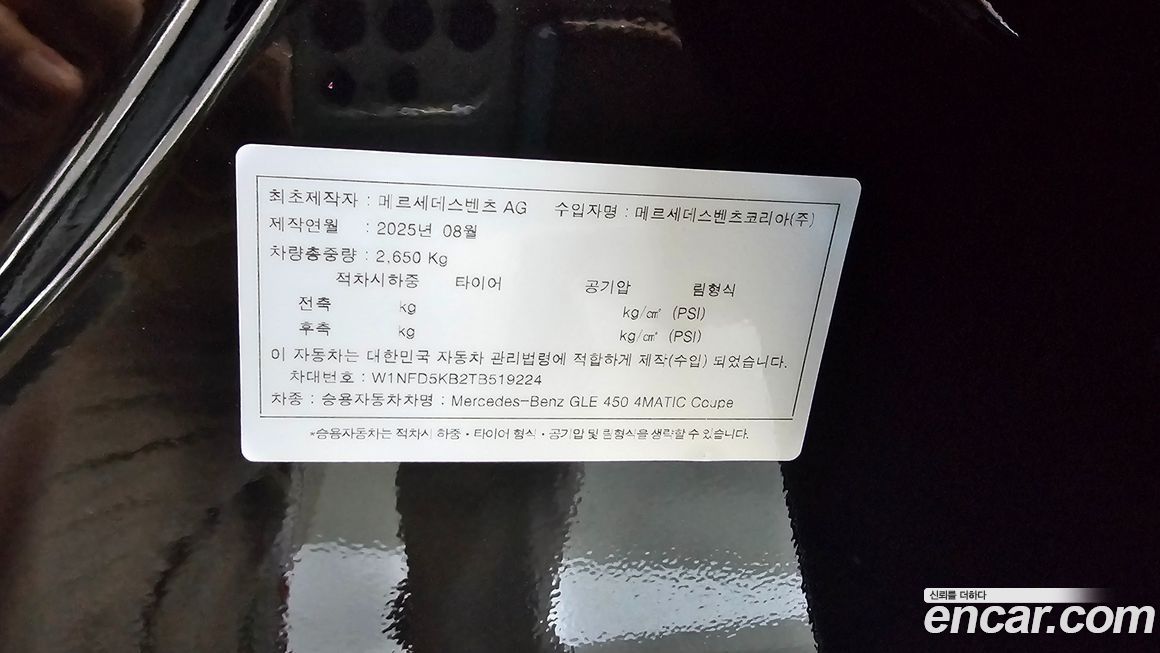 최초제작자 : 메르세데스벤츠 AG 수입자명 : 메르세데스벤츠코리아(주)
제작연월 : 2025년 08월
차량총중량 : 2,650 Kg
적차시하중 타이어 공기압 림형식
전축 kg kg/㎠ (PSI)
후축 kg kg/㎠ (PSI)
이 자동차는 대한민국 자동차 관리법령에 적합하게 제작(수입) 되었습니다.
차대번호 : W1NFD5KB2TB519224
차종 : 승용자동차차명 : Mercedes-Benz GLE 450 4MATIC Coupe
*승용자동차는 적차시 하중・타이어 형식・공기압 및 림형식을 생략할 수 있습니다.
신뢰를 더하다
encar.com